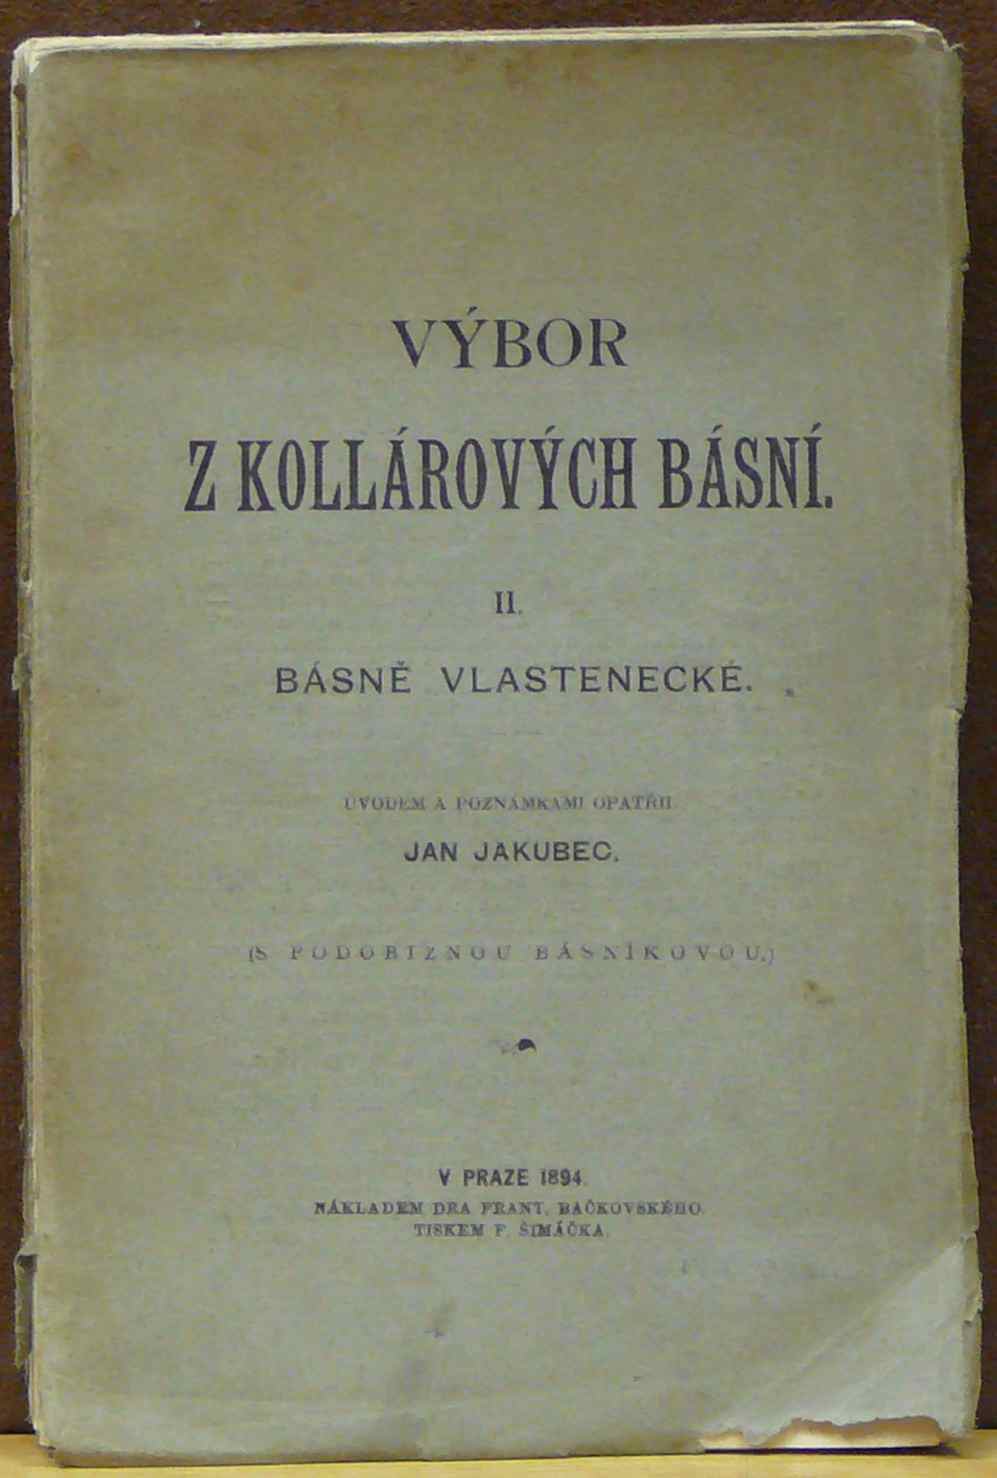 VÝBOR
Z KOLLÁROVÝCH BÁSNÍ.
II.
BÁSNĚ VLASTENECKÉ.
ÚVODEM A POZNÁMKAMI OPATŘIL
JAN JAKUBEC.
(S PODOBIZNOU BÁSNÍKOVOU.)
V PRAZE 1894.
NÁKLADEM DRA FRANT. BAČKOVSKÉHO.
TISKEM F. ŠIMÁČKA.